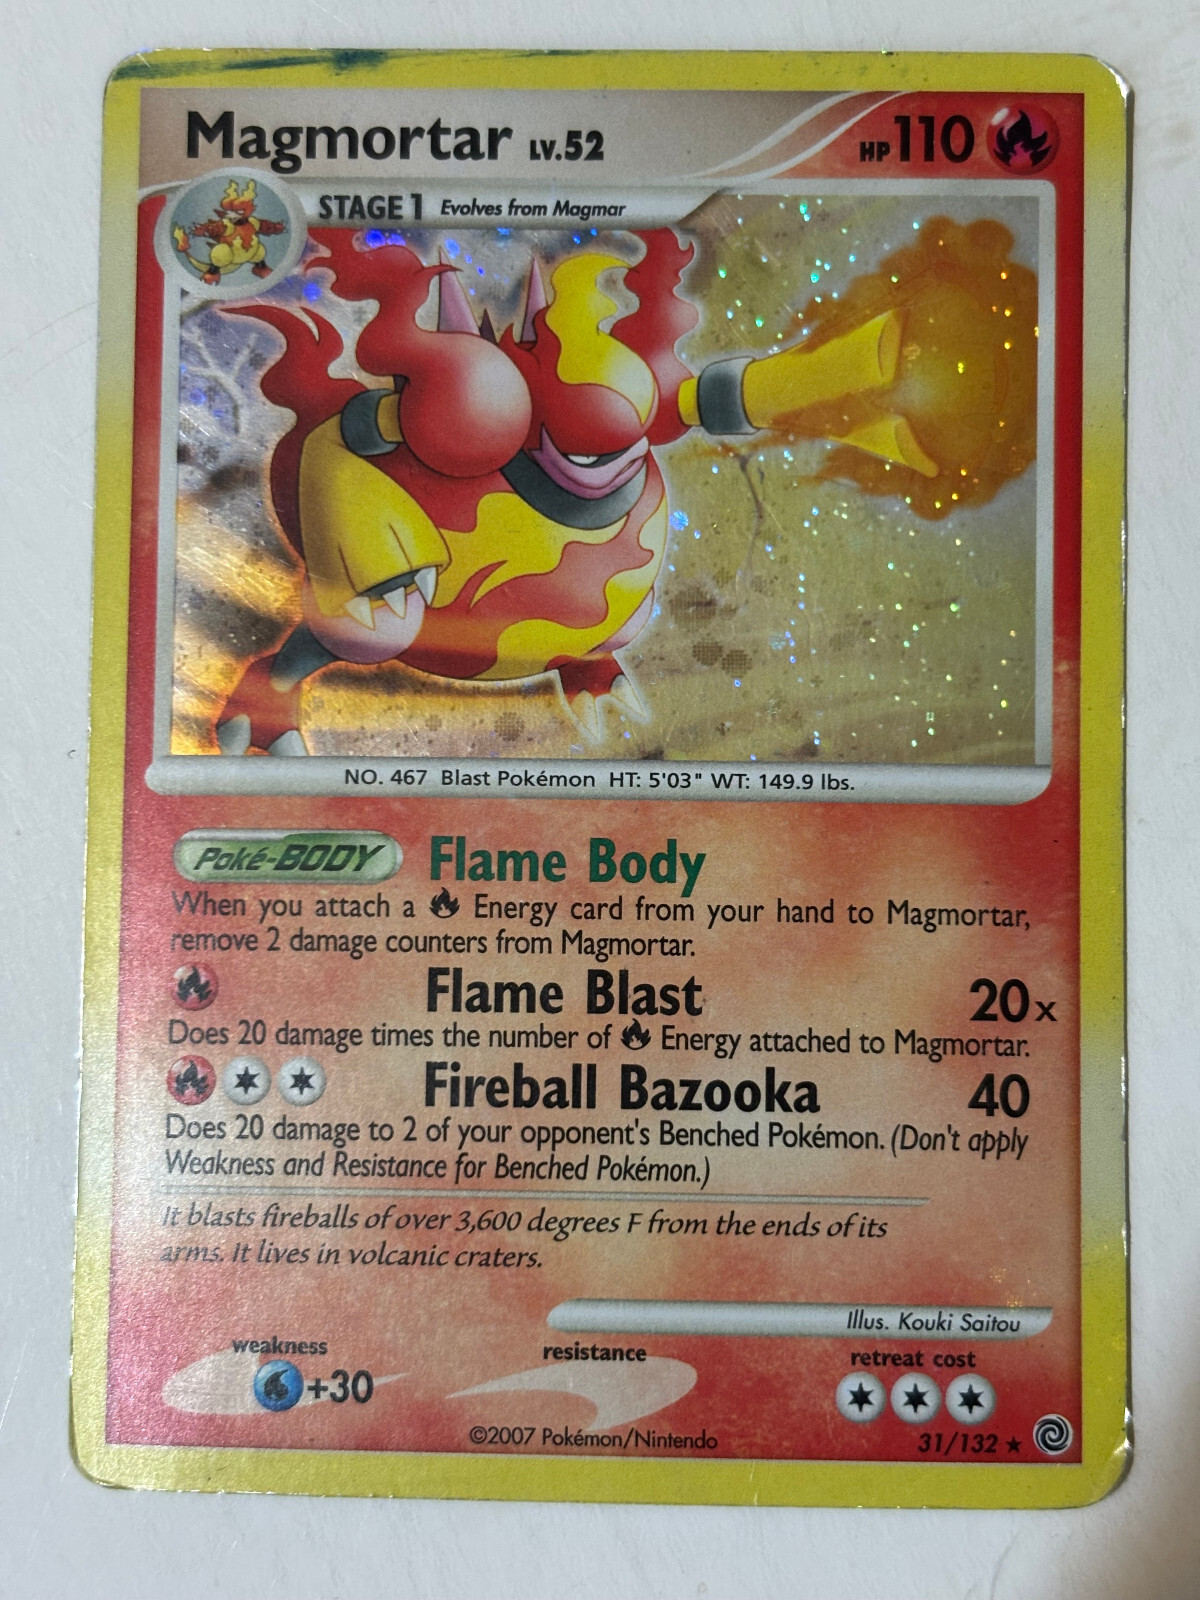 Magmortar LV.52 HP 110
STAGE 1 Evolves from Magmar
NO. 467 Blast Pokémon HT: 5'03" WT: 149.9 lbs.
Poké-BODY Flame Body
When you attach a Energy card from your hand to Magmortar,
remove 2 damage counters from Magmortar.
Flame Blast 20x
Does 20 damage times the number of Energy attached to Magmortar.
Fireball Bazooka 40
Does 20 damage to 2 of your opponent's Benched Pokémon. (Don't apply
Weakness and Resistance for Benched Pokémon.)
It blasts fireballs of over 3,600 degrees F from the ends of its
arms. It lives in volcanic craters.
Illus. Kouki Saitou
weakness resistance retreat cost
+30
©2007 Pokémon/Nintendo 31/132 ★